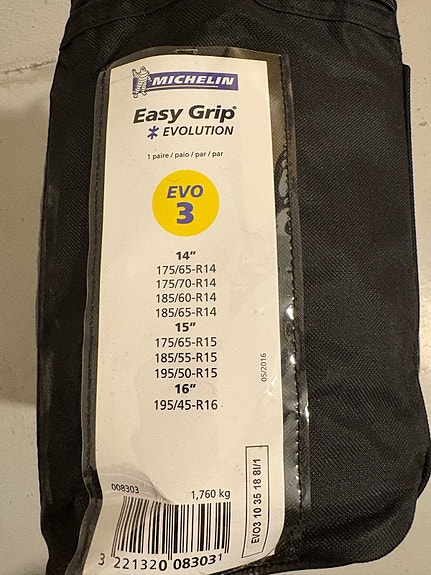 MICHELIN
Easy Grip®
EVOLUTION
1 paire / paio / par / par
EVO
3
14"
175/65-R14
175/70-R14
185/60-R14
185/65-R14
15"
175/65-R15
185/55-R15
195/50-R15
16"
195/45-R16
05/2016
008303
1,760 kg
EVO3 10 35 18 8I/1
3 221320 083031